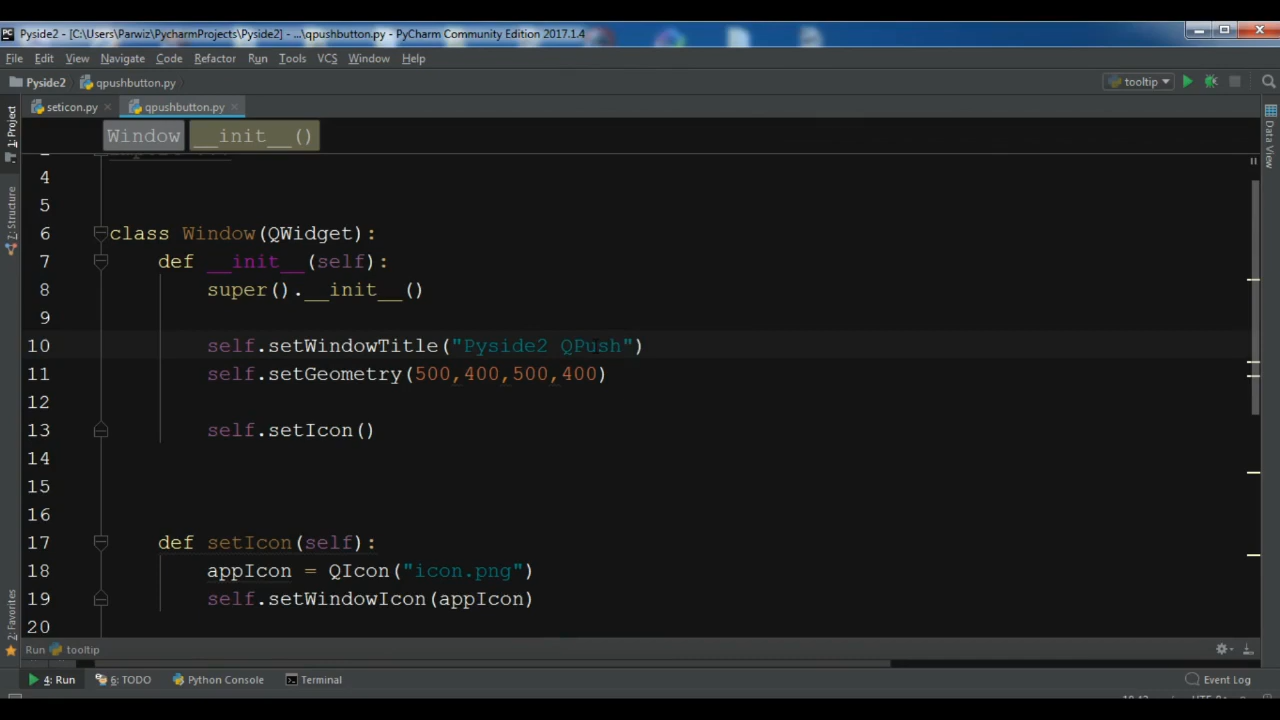 Pyside2 - [C:\Users\Parwiz\PycharmProjects\Pyside2] - ...\qpushbutton.py - PyCharm Community Edition 2017.1.4
File Edit View Navigate Code Refactor Run Tools VCS Window Help
Pyside2 qpushbutton.py tooltip
seticon.py qpushbutton.py
Window __init__()
1: Project
Z: Structure
2: Favorites
Data View
4
5
6 class Window(QWidget):
7 def __init__(self):
8 super().__init__()
9
10 self.setWindowTitle("Pyside2 QPush")
11 self.setGeometry(500,400,500,400)
12
13 self.setIcon()
14
15
16
17 def setIcon(self):
18 appIcon = QIcon("icon.png")
19 self.setWindowIcon(appIcon)
20
Run tooltip
4: Run 6: TODO Python Console Terminal Event Log